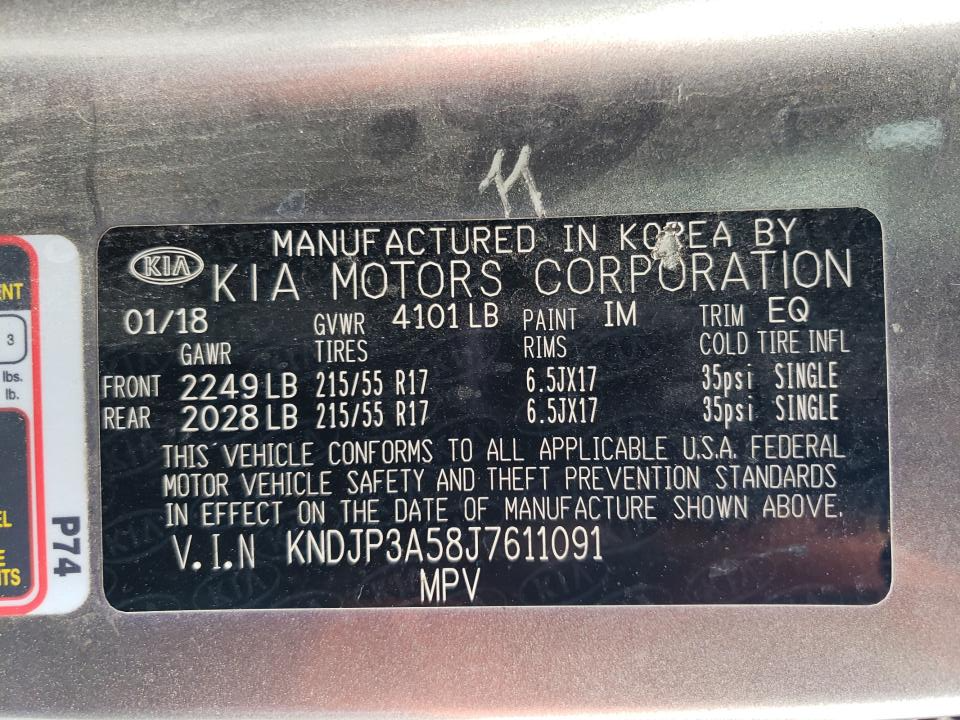 MANUFACTURED IN KOREA BY
KIA KIA MOTORS CORPORATION
01/18 GVWR 4101 LB PAINT IM TRIM EQ
GAWR TIRES RIMS COLD TIRE INFL
FRONT 2249 LB 215/55 R17 6.5JX17 35psi SINGLE
REAR 2028 LB 215/55 R17 6.5JX17 35psi SINGLE
THIS VEHICLE CONFORMS TO ALL APPLICABLE U.S.A. FEDERAL
MOTOR VEHICLE SAFETY AND THEFT PREVENTION STANDARDS
IN EFFECT ON THE DATE OF MANUFACTURE SHOWN ABOVE.
V.I.N KNDJP3A58J7611091
MPV
3
lbs.
lb.
P74